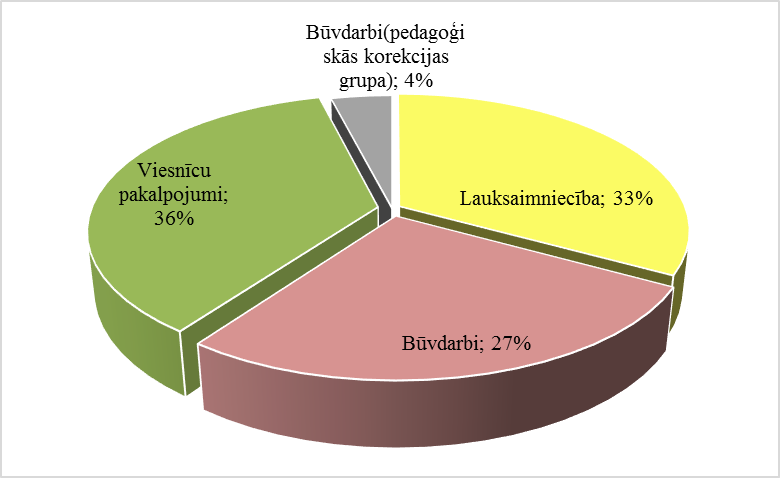 Būvdarbi(pedagoģi
skās korekcijas
grupa); 4%
Viesnīcu
pakalpojumi;
36%
Lauksaimniecība; 33%
Būvdarbi; 27%